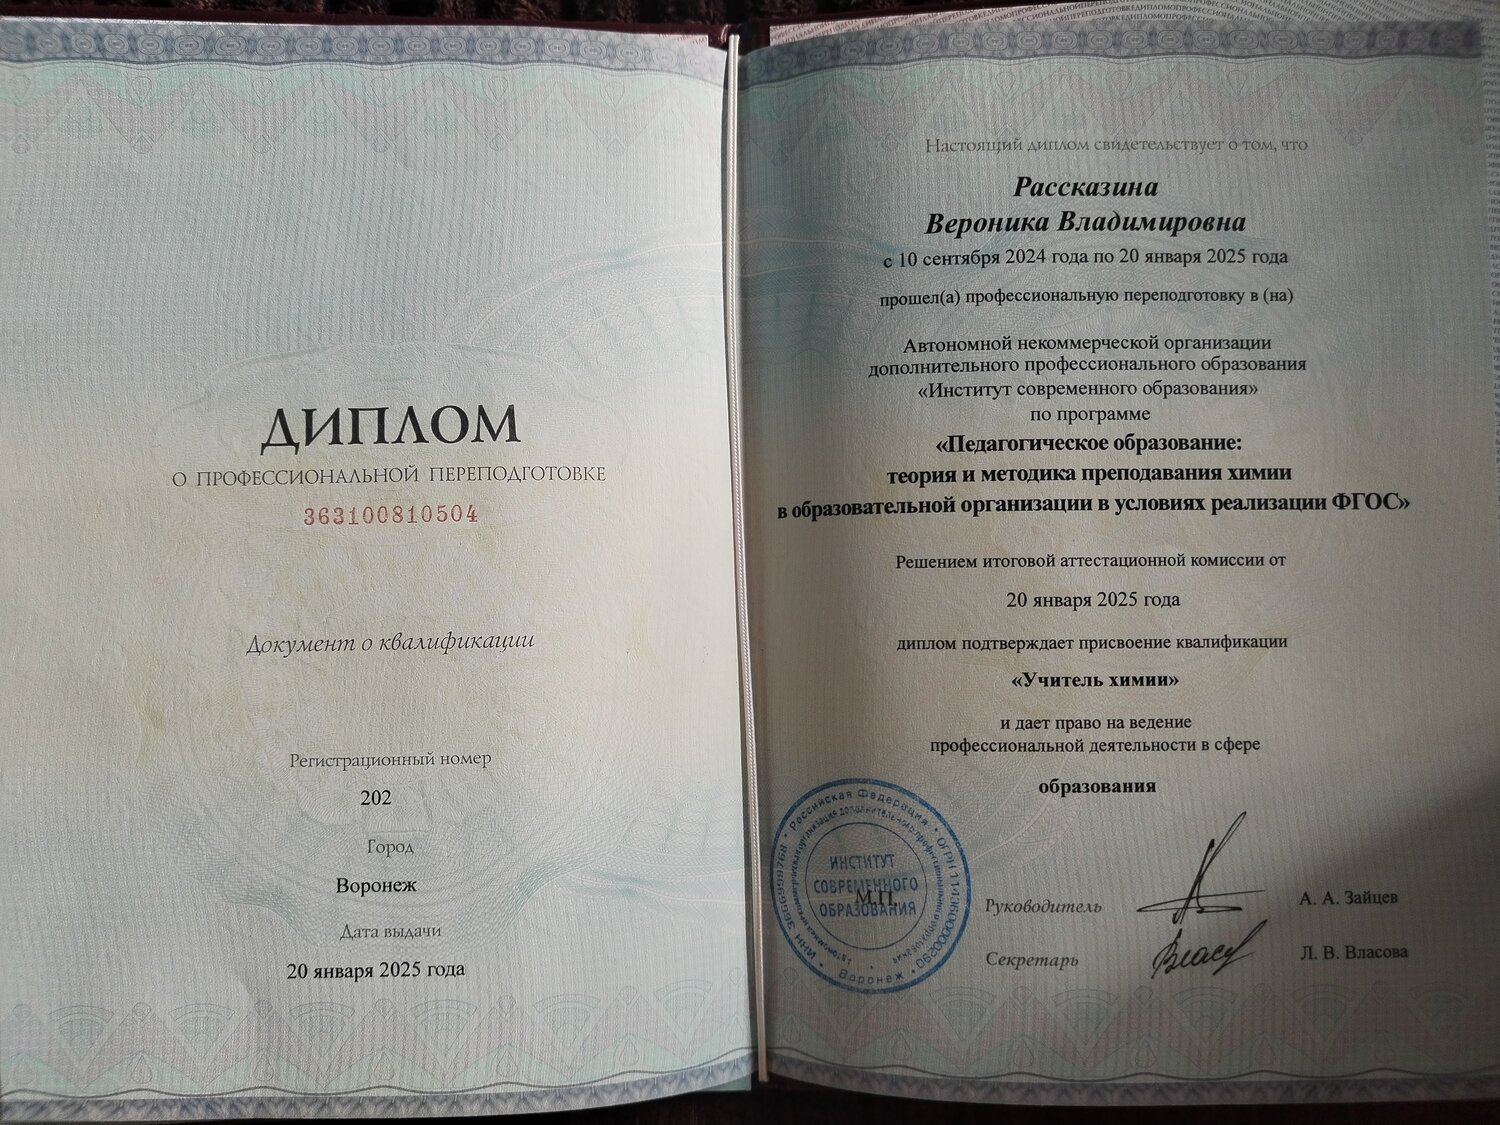 ДИПЛОМ
О ПРОФЕССИОНАЛЬНОЙ ПЕРЕПОДГОТОВКЕ
363100810504
Документ о квалификации
Регистрационный номер
202
Город
Воронеж
Дата выдачи
20 января 2025 года
Настоящий диплом свидетельствует о том, что
Рассказина
Вероника Владимировна
с 10 сентября 2024 года по 20 января 2025 года
прошел(а) профессиональную переподготовку в (на)
Автономной некоммерческой организации
дополнительного профессионального образования
«Институт современного образования»
по программе
«Педагогическое образование:
теория и методика преподавания химии
в образовательной организации в условиях реализации ФГОС»
Решением итоговой аттестационной комиссии от
20 января 2025 года
диплом подтверждает присвоение квалификации
«Учитель химии»
и дает право на ведение
профессиональной деятельности в сфере
образования
Российская Федерация
Воронеж
ИНСТИТУТ
СОВРЕМЕННОГО
ОБРАЗОВАНИЯ
М.П.
Руководитель
А. А. Зайцев
Секретарь
Л. В. Власова